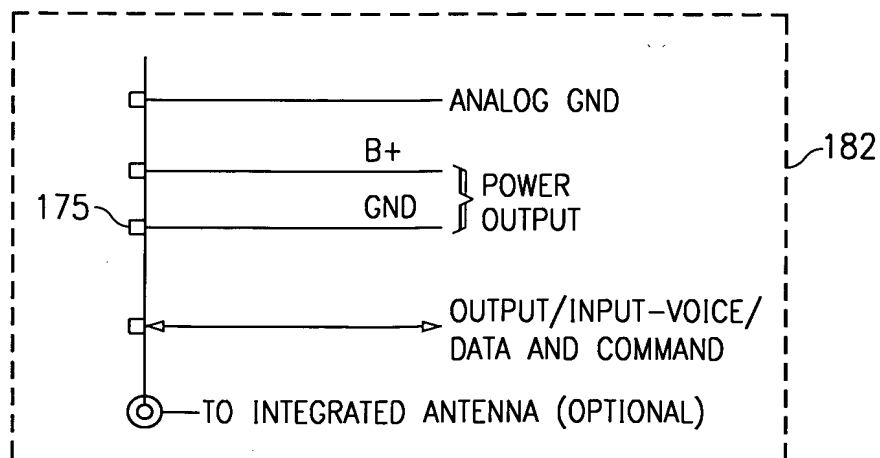 ANALOG GND
182
B+
POWER
OUTPUT
175
GND
OUTPUT/INPUT-VOICE/
DATA AND COMMAND
TO INTEGRATED ANTENNA (OPTIONAL)